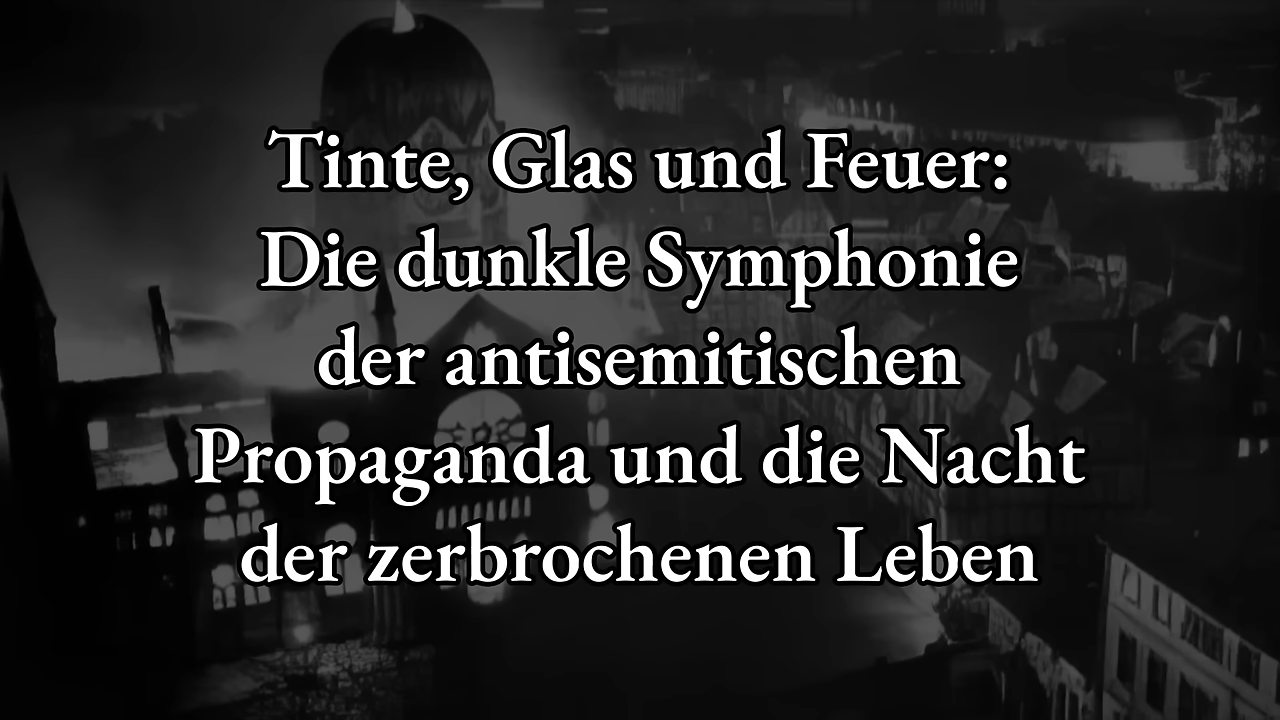 Tinte, Glas und Feuer:
Die dunkle Symphonie
der antisemitischen
Propaganda und die Nacht
der zerbrochenen Leben